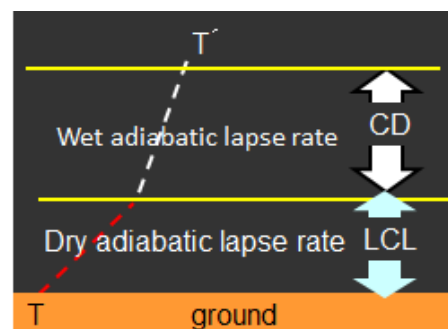 T´
Wet adiabatic lapse rate CD
Dry adiabatic lapse rate LCL
T ground